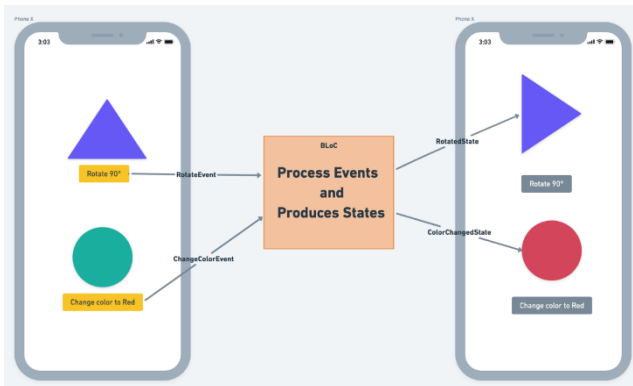 Phone X
3:03
Rotate 90°
Change color to Red
RotateEvent
ChangeColorEvent
BLoC
Process Events
and
Produces States
RotatedState
ColorChangedState
Phone X
3:03
Rotate 90°
Change color to Red